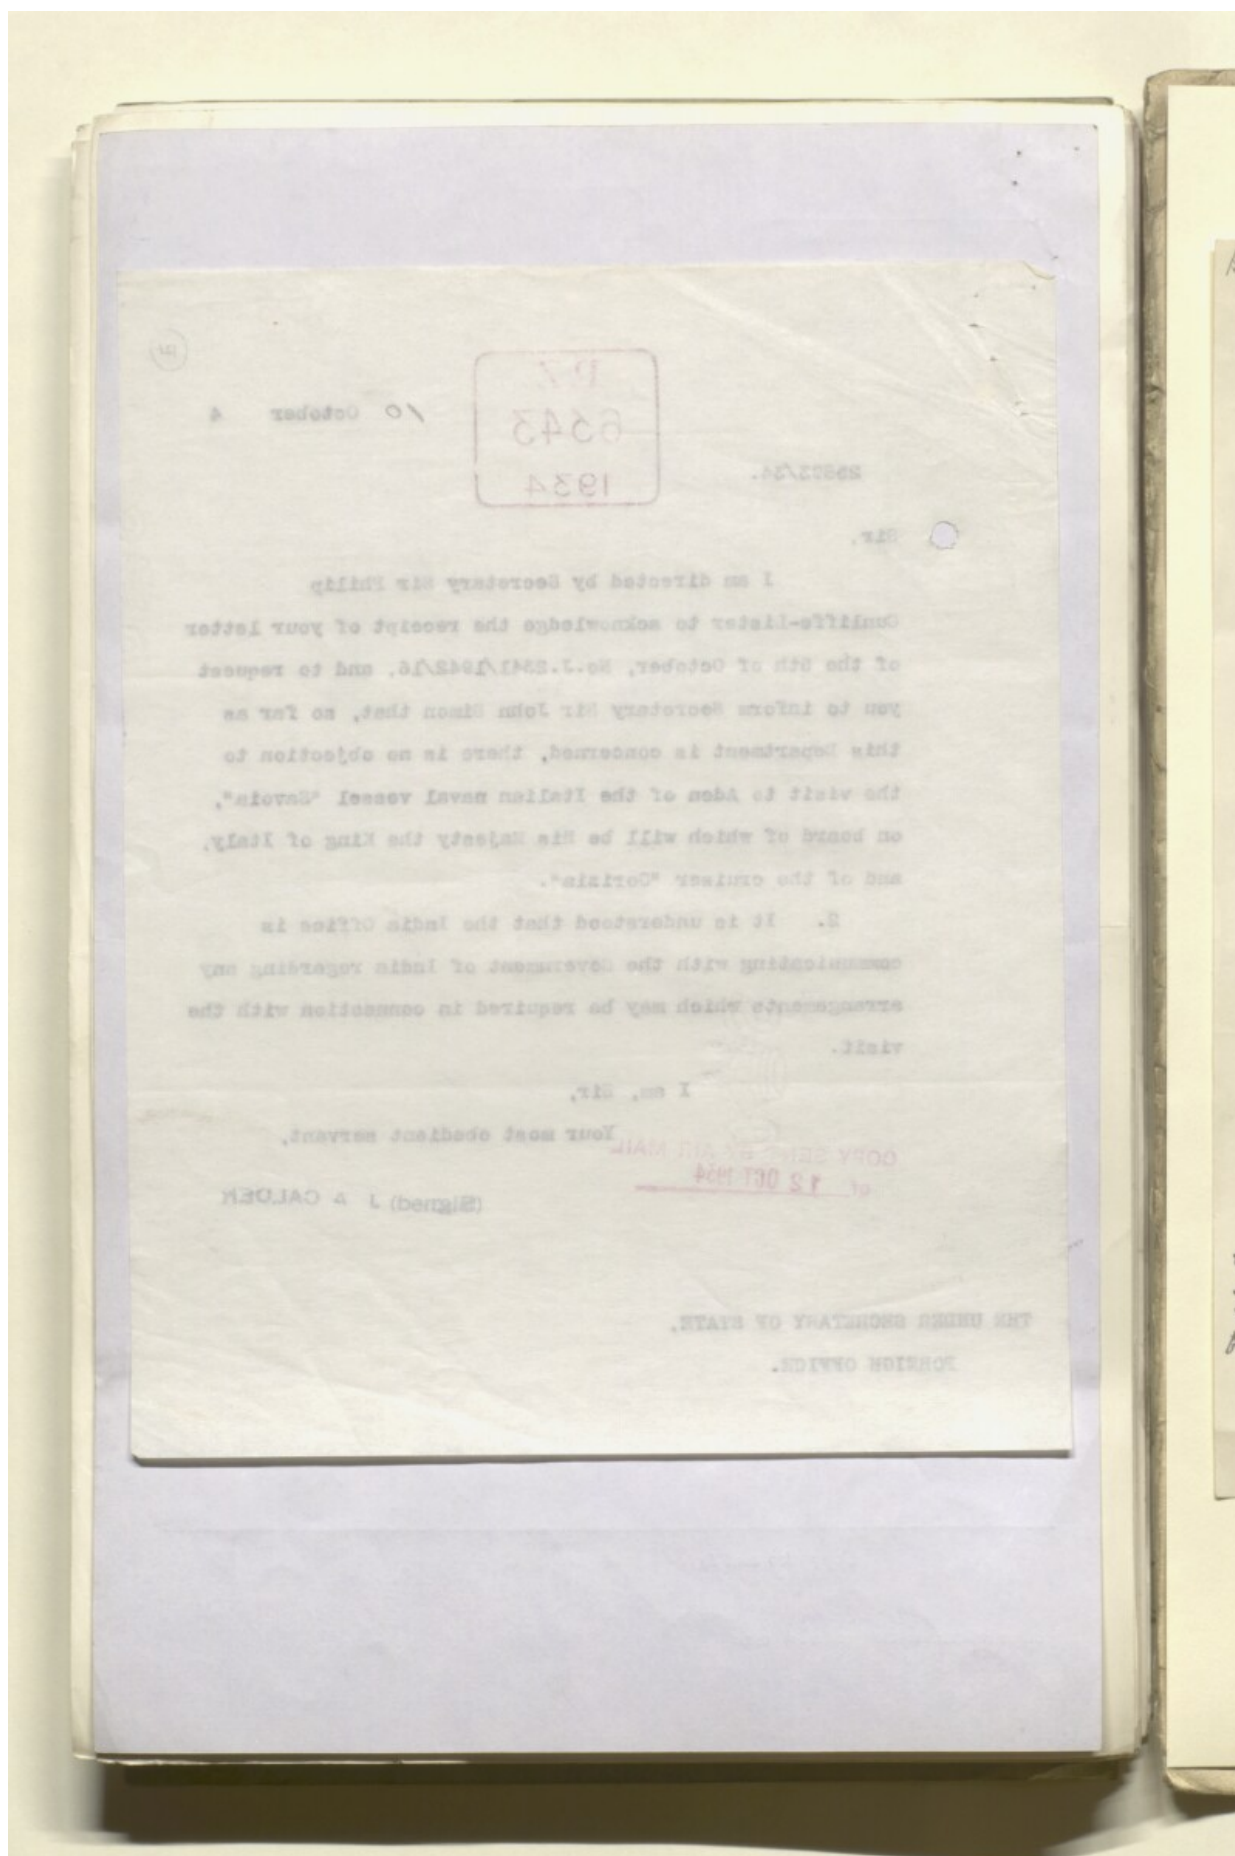 P.Z.
6343
1934
10 October 4
25873/34.
Sir,
I am directed by Secretary Sir Philip
Cunliffe-Lister to acknowledge the receipt of your letter
of the 8th of October, No.J.2341/1942/16, and to request
you to inform Secretary Sir John Simon that, so far as
this Department is concerned, there is no objection to
the visit to Aden of the Italian naval vessel "Savoia",
on board of which will be His Majesty the King of Italy,
and of the cruiser "Gorizia".
2. It is understood that the India Office is
communicating with the Government of India regarding any
arrangements which may be required in connection with the
visit.
I am, Sir,
Your most obedient servant,
COPY SENT BY AIR MAIL
of 12 OCT 1934
(Signed) J A CALDER
THE UNDER SECRETARY OF STATE,
FOREIGN OFFICE.